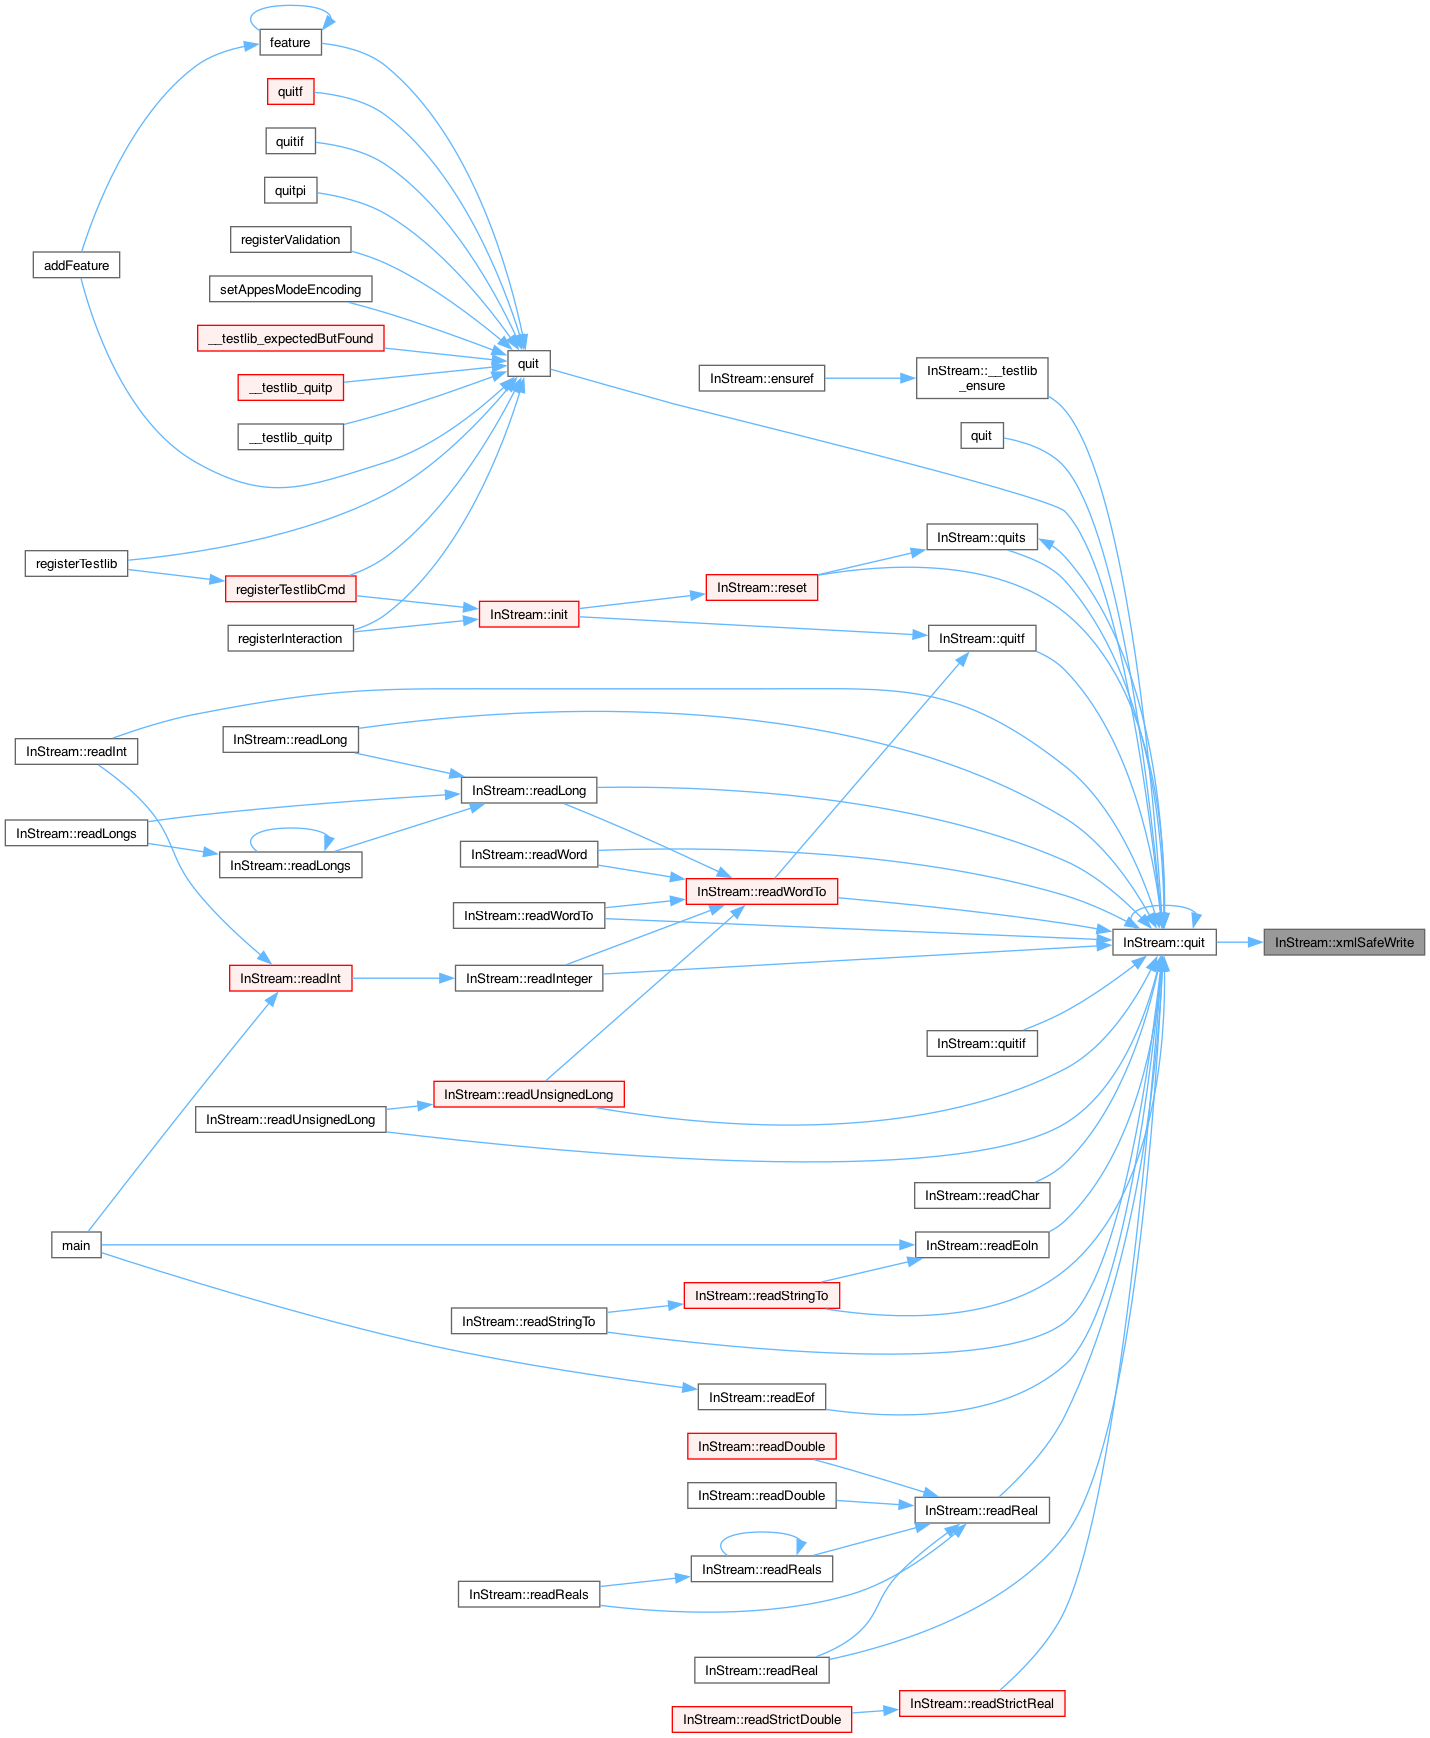 feature
quitf
quitif
quitpi
registerValidation
addFeature
setAppesModeEncoding
__testlib_expectedButFound
quit
InStream::ensuref
InStream::__testlib
_ensure
__testlib_quitp
__testlib_quitp
quit
InStream::quits
registerTestlib
registerTestlibCmd
InStream::reset
InStream::init
registerInteraction
InStream::quitf
InStream::readInt
InStream::readLong
InStream::readLong
InStream::readLongs
InStream::readLongs
InStream::readWord
InStream::readWordTo
InStream::readWordTo
InStream::quit
InStream::xmlSafeWrite
InStream::readInt
InStream::readInteger
InStream::quitif
InStream::readUnsignedLong
InStream::readUnsignedLong
InStream::readChar
main
InStream::readEoln
InStream::readStringTo
InStream::readStringTo
InStream::readEof
InStream::readDouble
InStream::readDouble
InStream::readReal
InStream::readReals
InStream::readReals
InStream::readReal
InStream::readStrictReal
InStream::readStrictDouble